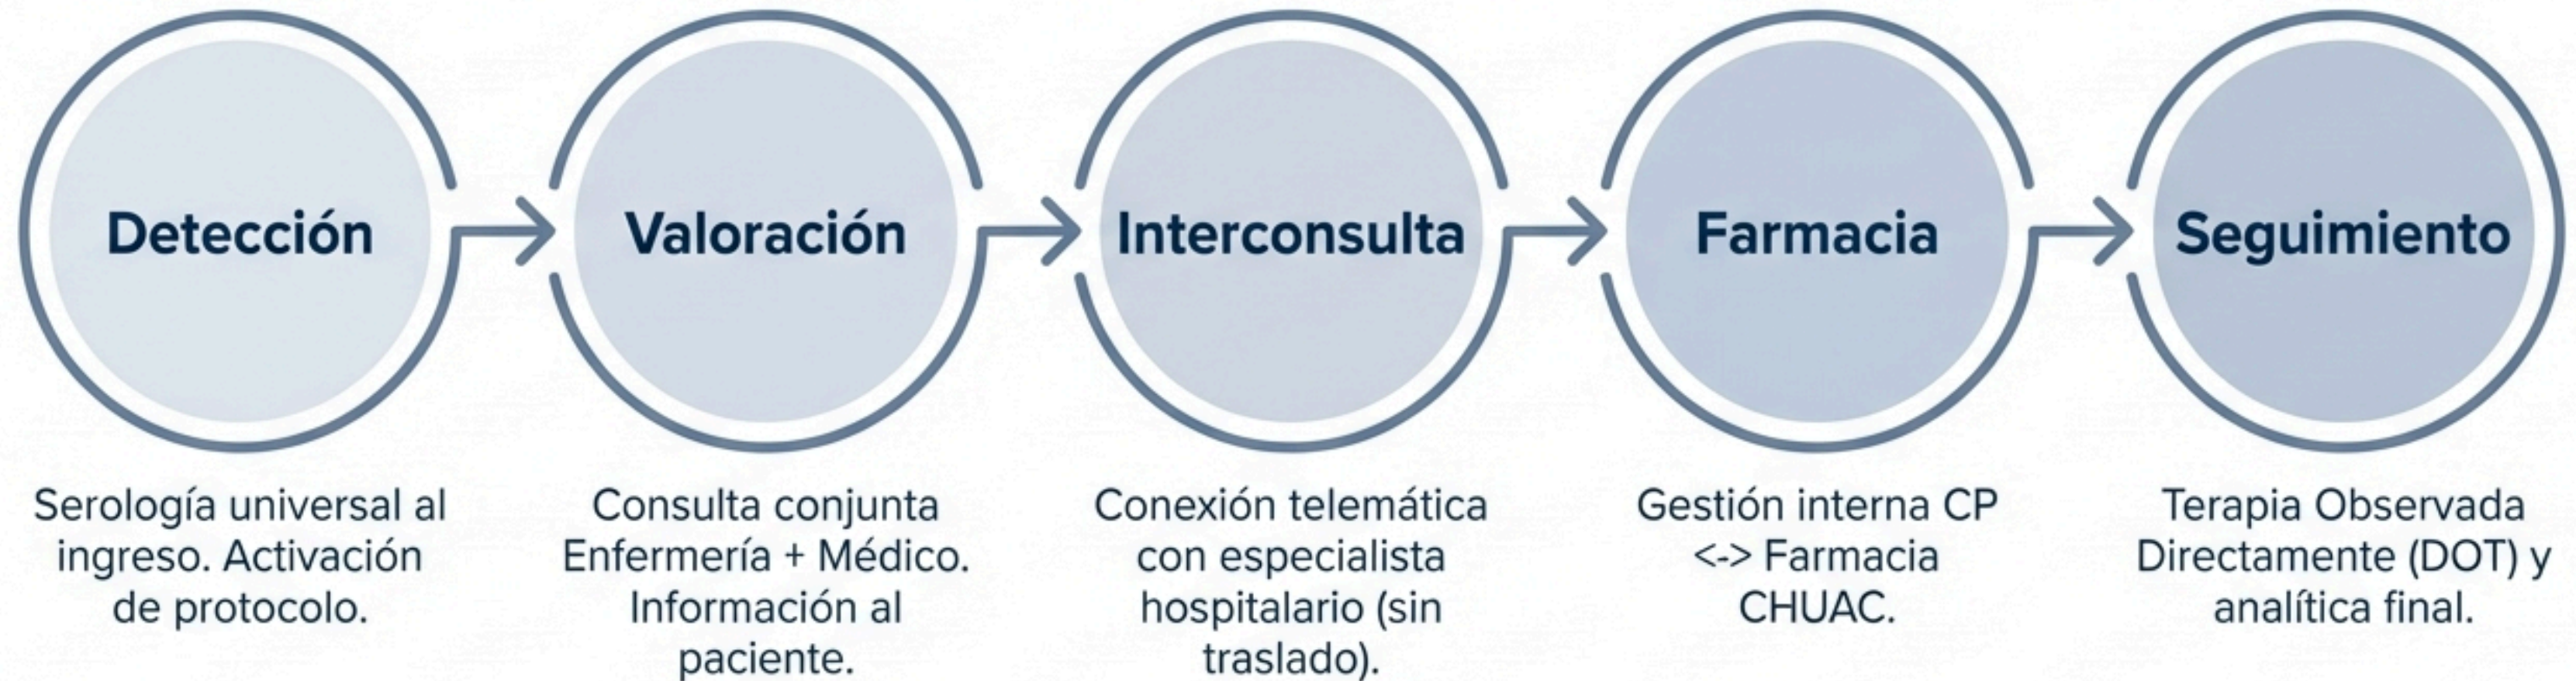 Detección
Valoración
Interconsulta
Farmacia
Seguimiento
Serología universal al
ingreso. Activación
de protocolo.
Consulta conjunta
Enfermería + Médico.
Información al
paciente.
Conexión telemática
con especialista
hospitalario (sin
traslado).
Gestión interna CP
<-> Farmacia
CHUAC.
Terapia Observada
Directamente (DOT) y
analítica final.